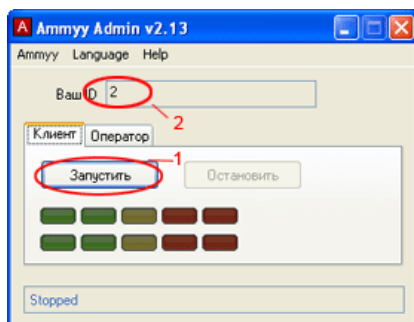 Ammyy Admin v2.13
Ammyy Language Help
Ваш ID 2
2
Клиент Оператор
1
Запустить Остановить
Stopped